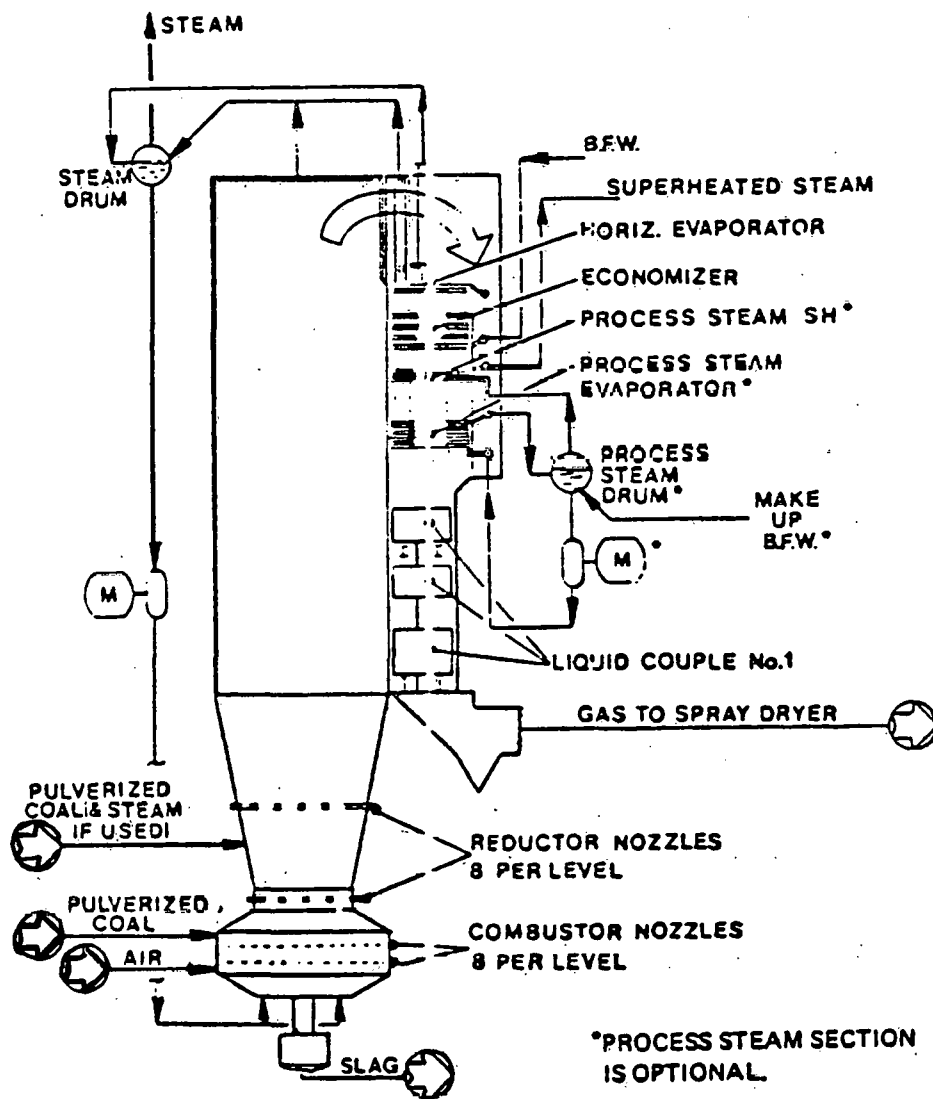 STEAM
STEAM
DRUM
B.F.W.
SUPERHEATED STEAM
HORIZ. EVAPORATOR
ECONOMIZER
PROCESS STEAM SH*
PROCESS STEAM
EVAPORATOR*
PROCESS
STEAM
DRUM*
MAKE
UP
B.F.W.*
M
M*
LIQUID COUPLE No.1
GAS TO SPRAY DRYER
PULVERIZED
COAL(& STEAM
IF USED)
REDUCTOR NOZZLES
8 PER LEVEL
PULVERIZED
COAL
COMBUSTOR NOZZLES
8 PER LEVEL
AIR
SLAG
*PROCESS STEAM SECTION
IS OPTIONAL.